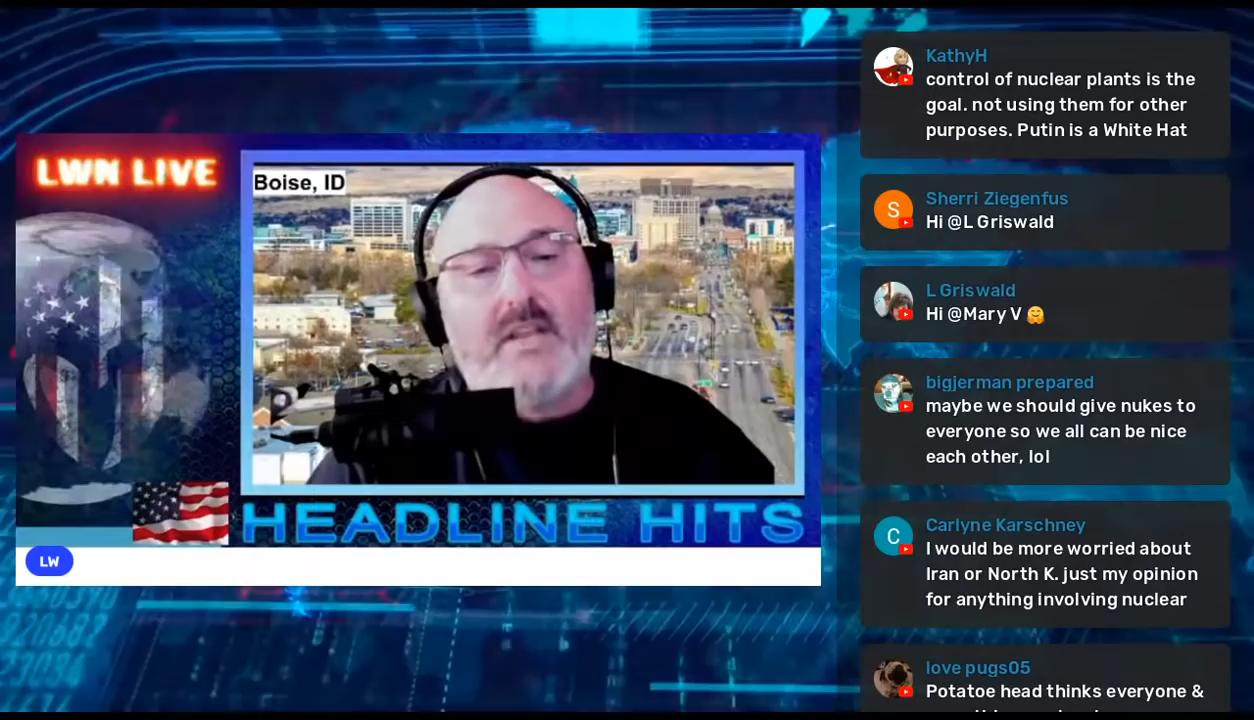 LWN LIVE
Boise, ID
HEADLINE HITS
LW
KathyH
control of nuclear plants is the
goal. not using them for other
purposes. Putin is a White Hat
S
Sherri Ziegenfus
Hi @L Griswald
L Griswald
Hi @Mary V 🤗
bigjerman prepared
maybe we should give nukes to
everyone so we all can be nice
each other, lol
C
Carlyne Karschney
I would be more worried about
Iran or North K. just my opinion
for anything involving nuclear
love pugs05
Potatoe head thinks everyone &